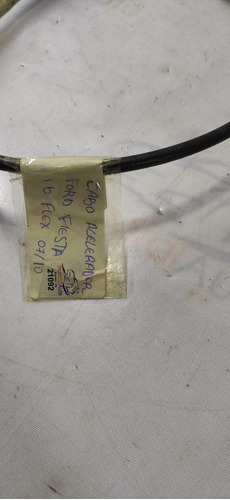 CABO ACELERADOR
FORD FIESTA
1.6 FLEX 07/10
21092